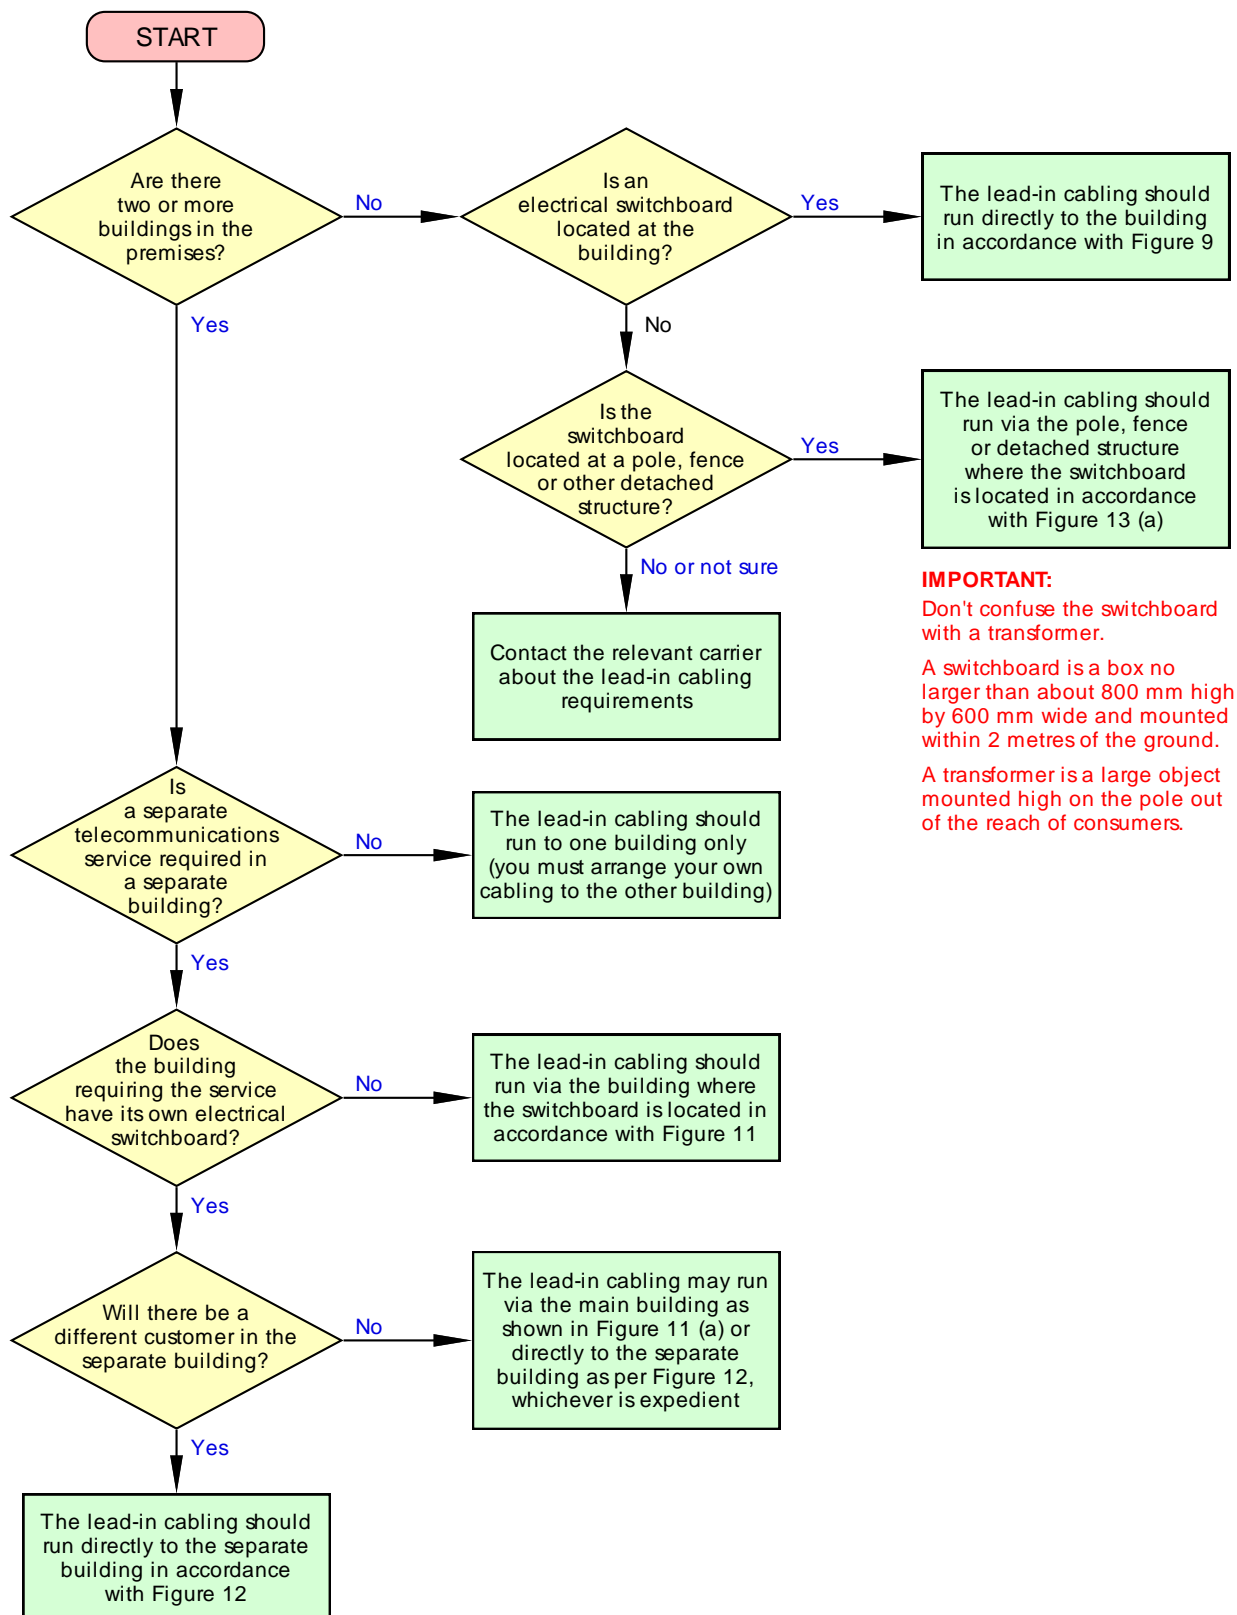 START
Are there
two or more
buildings in the
premises?
No
Is an
electrical switchboard
located at the
building?
Yes
The lead-in cabling should
run directly to the building
in accordance with Figure 9
Yes
No
Is the
switchboard
located at a pole, fence
or other detached
structure?
Yes
The lead-in cabling should
run via the pole, fence
or detached structure
where the switchboard
is located in accordance
with Figure 13 (a)
No or not sure
Contact the relevant carrier
about the lead-in cabling
requirements
IMPORTANT:
Don't confuse the switchboard
with a transformer.
A switchboard is a box no
larger than about 800 mm high
by 600 mm wide and mounted
within 2 metres of the ground.
A transformer is a large object
mounted high on the pole out
of the reach of consumers.
Is
a separate
telecommunications
service required in
a separate
building?
No
The lead-in cabling should
run to one building only
(you must arrange your own
cabling to the other building)
Yes
Does
the building
requiring the service
have its own electrical
switchboard?
No
The lead-in cabling should
run via the building where
the switchboard is located in
accordance with Figure 11
Yes
Will there be a
different customer in the
separate building?
No
The lead-in cabling may run
via the main building as
shown in Figure 11 (a) or
directly to the separate
building as per Figure 12,
whichever is expedient
Yes
The lead-in cabling should
run directly to the separate
building in accordance
with Figure 12